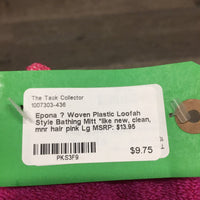 The Tack Collector
1007303-436
Epona ? Woven Plastic Loofah
Style Bathing Mitt *like new, clean,
mnr hair pink Lg MSRP: $13.95
PKS3F9
$9.75